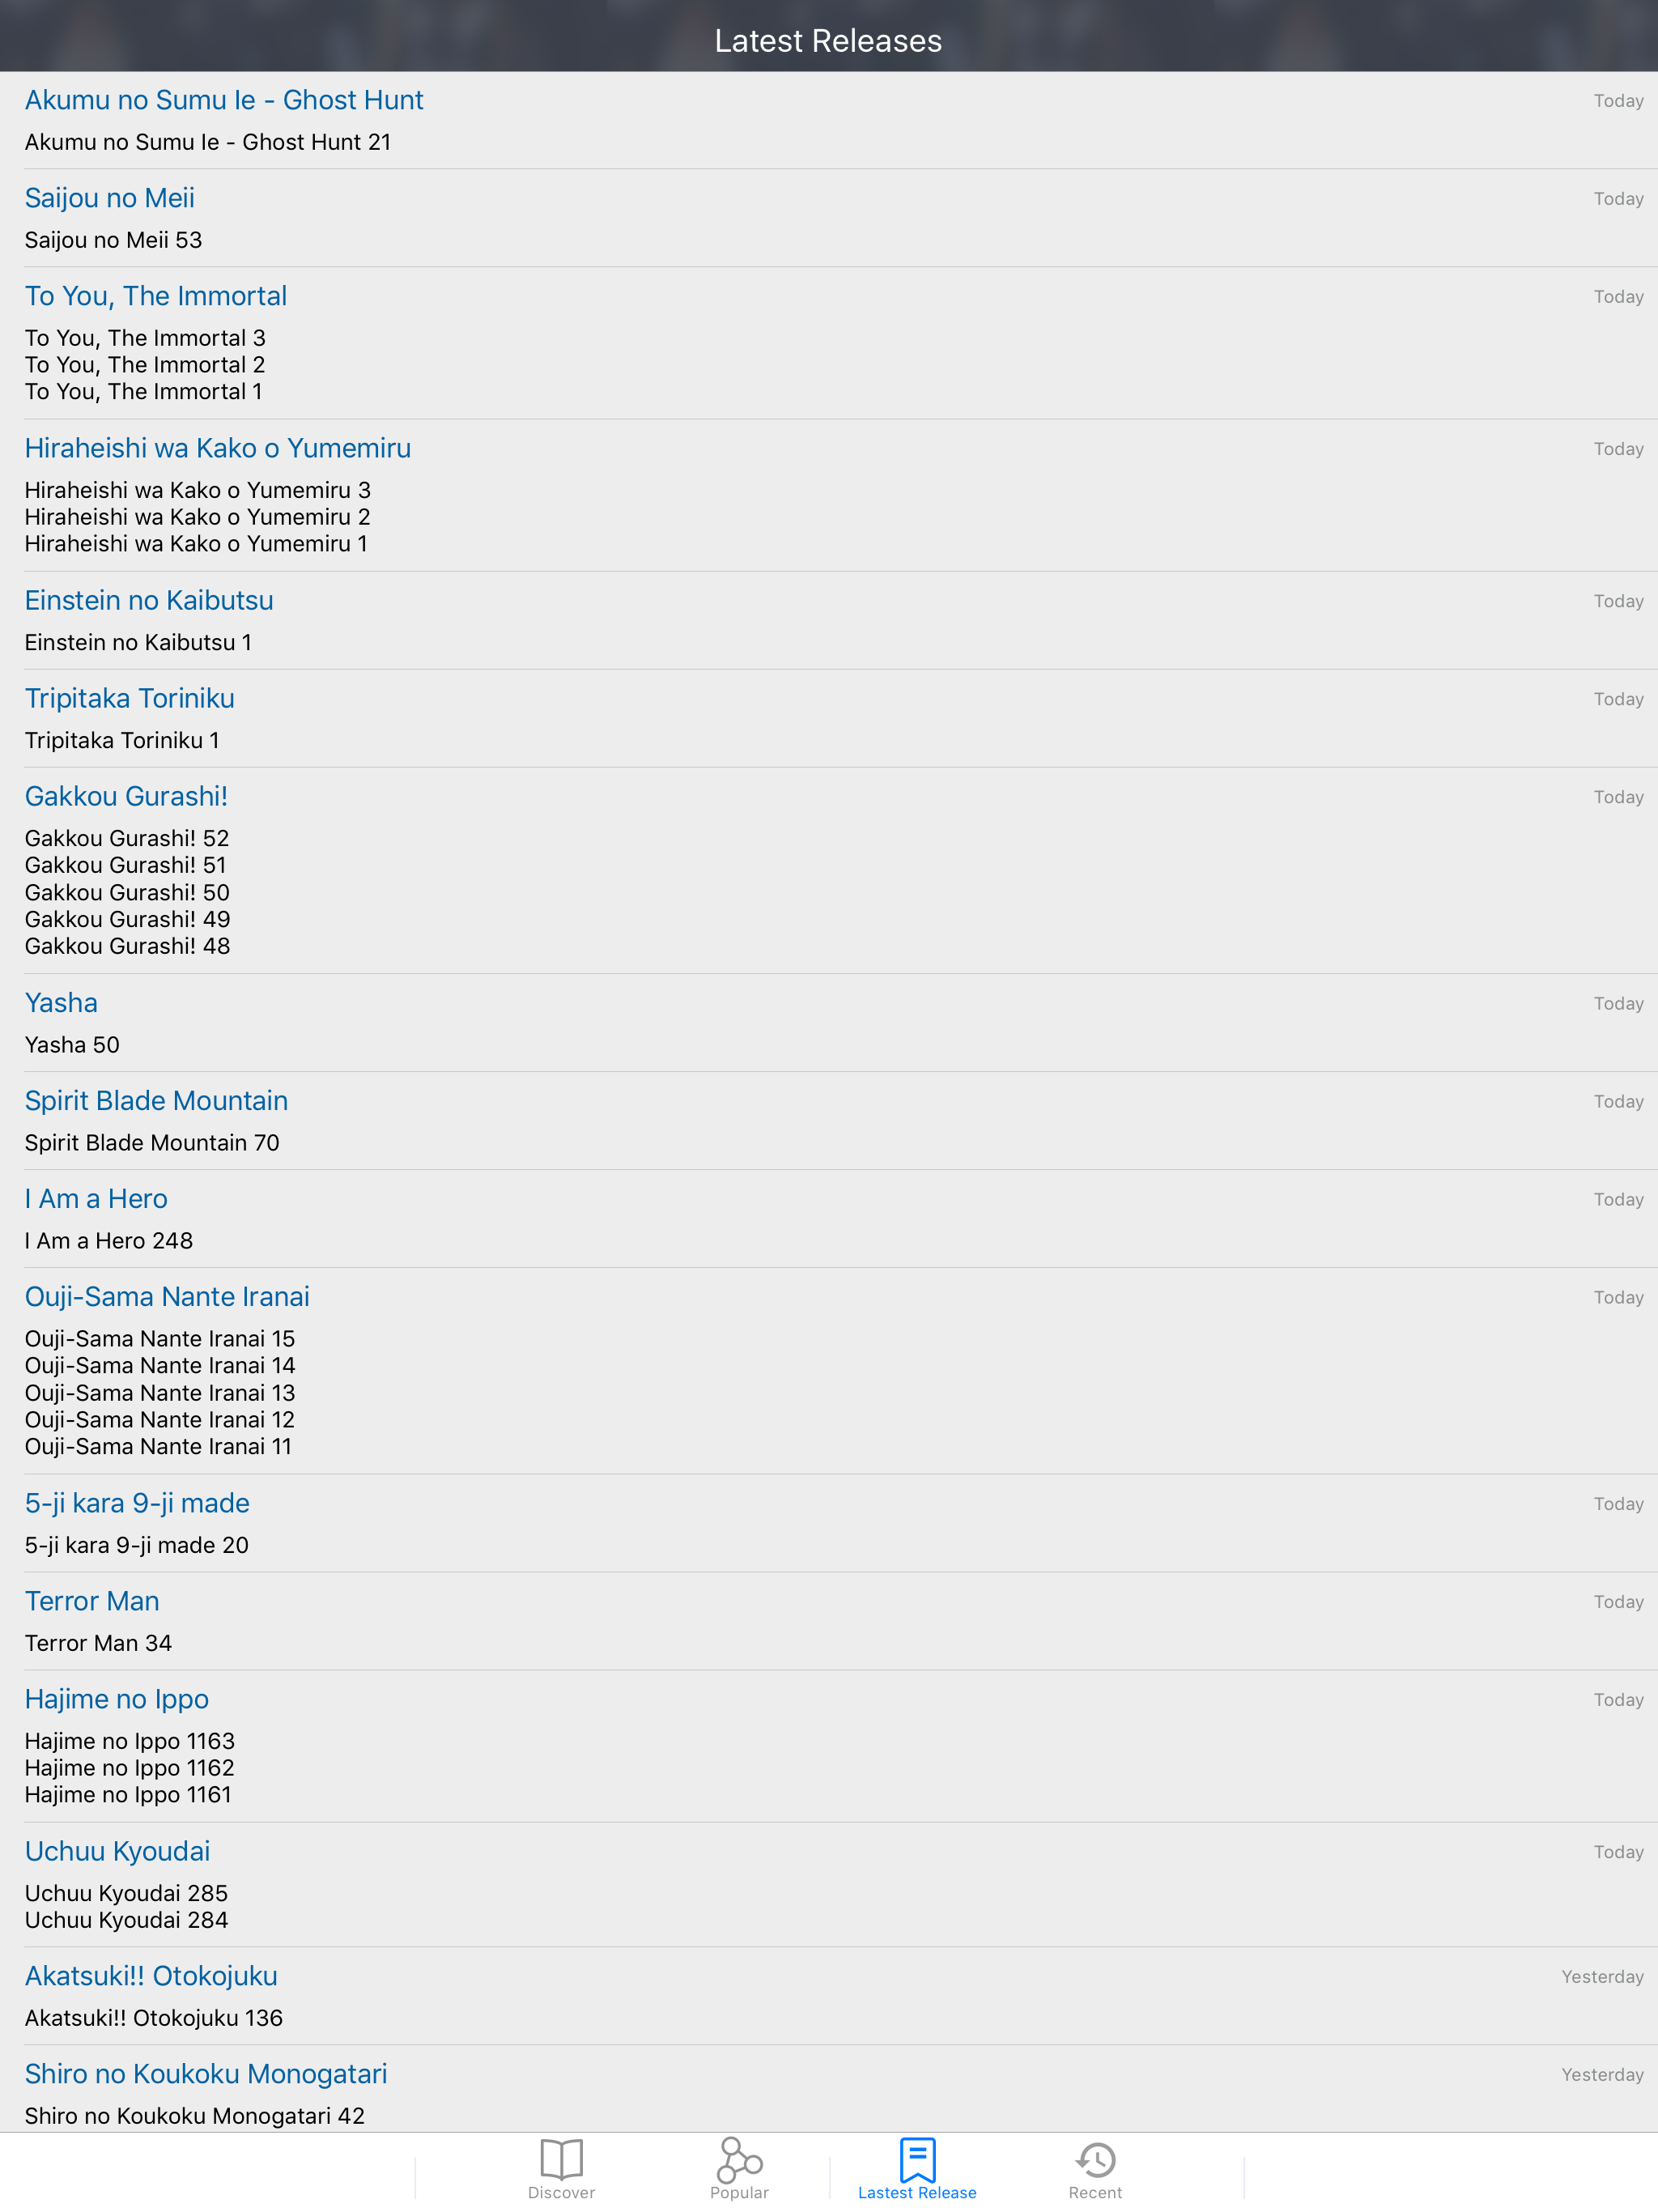 Latest Releases
Akumu no Sumu Ie - Ghost Hunt
Today
Akumu no Sumu Ie - Ghost Hunt 21
Saijou no Meii
Today
Saijou no Meii 53
To You, The Immortal
Today
To You, The Immortal 3
To You, The Immortal 2
To You, The Immortal 1
Hiraheishi wa Kako o Yumemiru
Today
Hiraheishi wa Kako o Yumemiru 3
Hiraheishi wa Kako o Yumemiru 2
Hiraheishi wa Kako o Yumemiru 1
Einstein no Kaibutsu
Today
Einstein no Kaibutsu 1
Tripitaka Toriniku
Today
Tripitaka Toriniku 1
Gakkou Gurashi!
Today
Gakkou Gurashi! 52
Gakkou Gurashi! 51
Gakkou Gurashi! 50
Gakkou Gurashi! 49
Gakkou Gurashi! 48
Yasha
Today
Yasha 50
Spirit Blade Mountain
Today
Spirit Blade Mountain 70
I Am a Hero
Today
I Am a Hero 248
Ouji-Sama Nante Iranai
Today
Ouji-Sama Nante Iranai 15
Ouji-Sama Nante Iranai 14
Ouji-Sama Nante Iranai 13
Ouji-Sama Nante Iranai 12
Ouji-Sama Nante Iranai 11
5-ji kara 9-ji made
Today
5-ji kara 9-ji made 20
Terror Man
Today
Terror Man 34
Hajime no Ippo
Today
Hajime no Ippo 1163
Hajime no Ippo 1162
Hajime no Ippo 1161
Uchuu Kyoudai
Today
Uchuu Kyoudai 285
Uchuu Kyoudai 284
Akatsuki!! Otokojuku
Yesterday
Akatsuki!! Otokojuku 136
Shiro no Koukoku Monogatari
Yesterday
Shiro no Koukoku Monogatari 42
Discover
Popular
Lastest Release
Recent